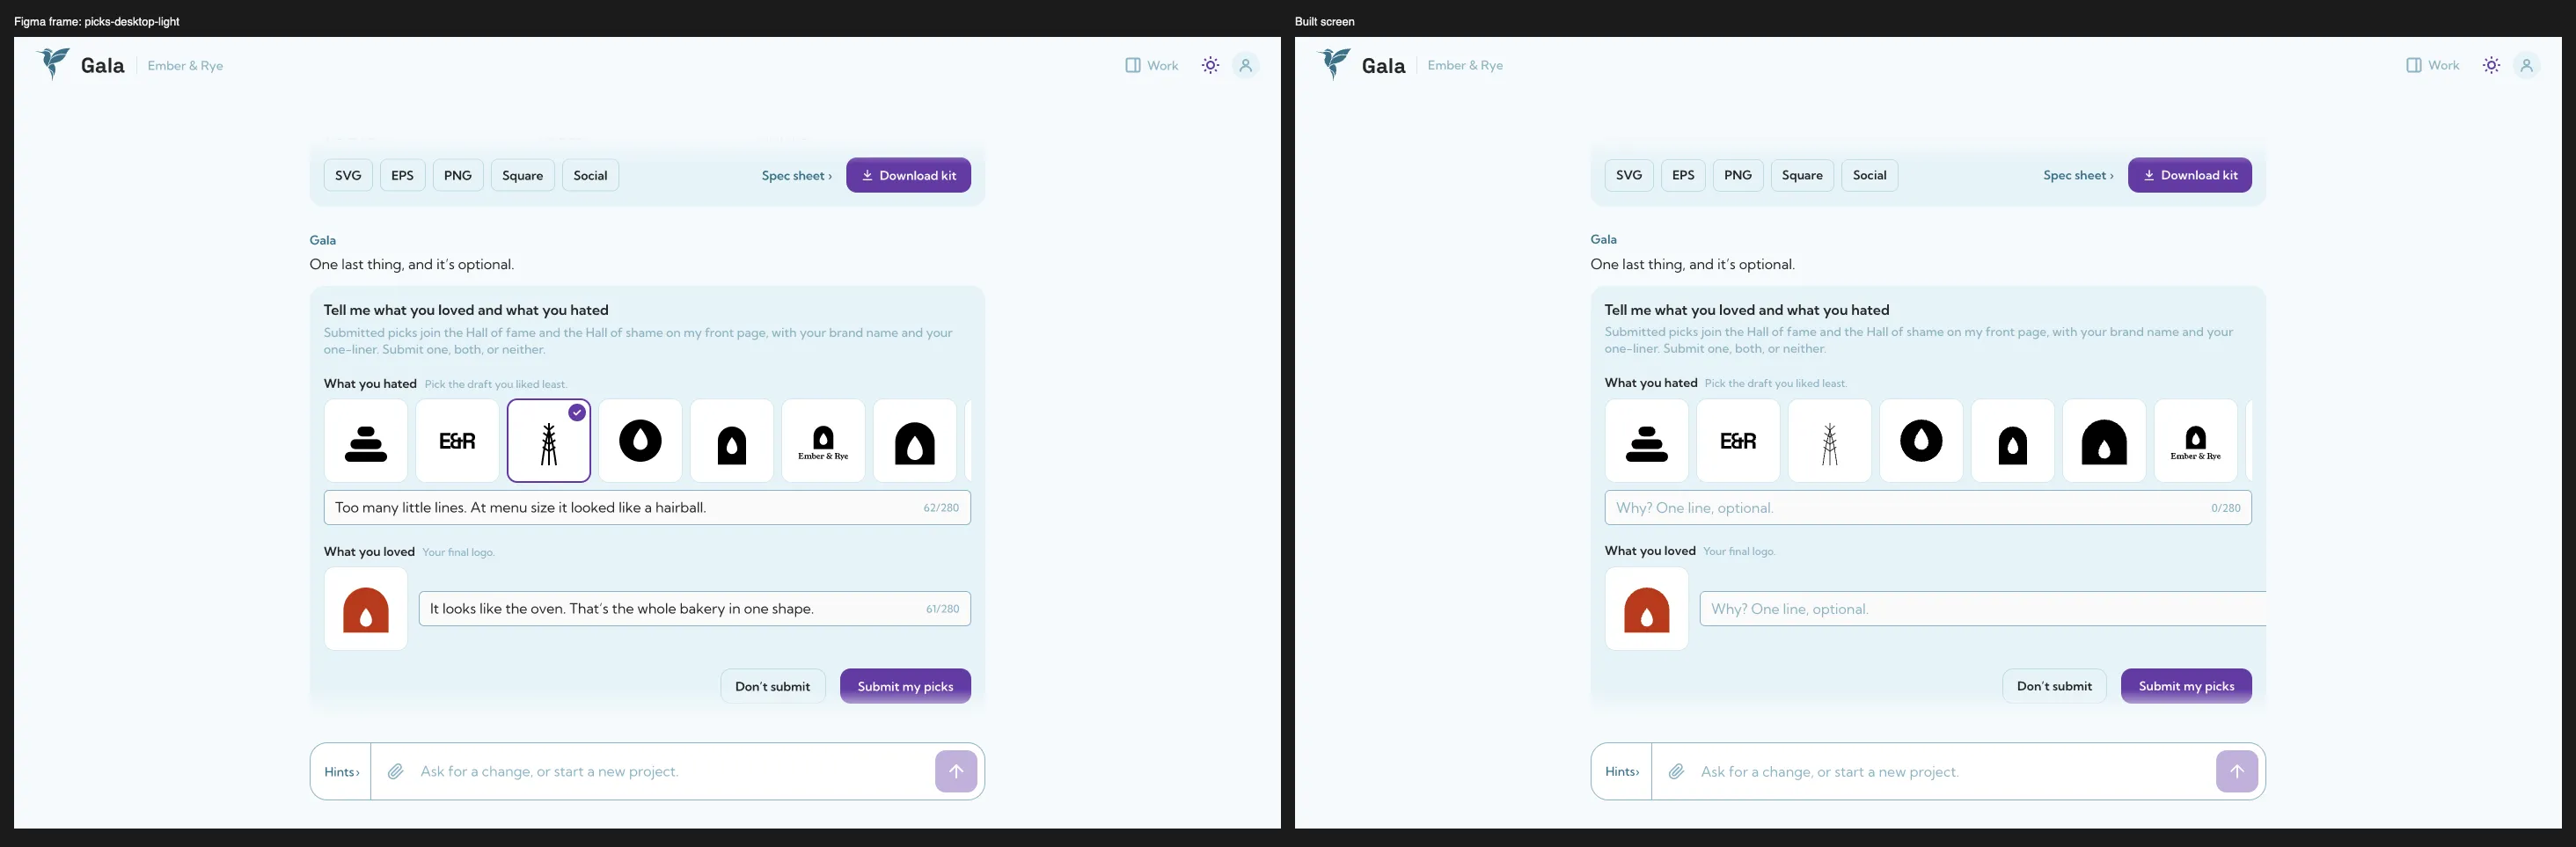 Figma frame: picks-desktop-light
Gala
Ember & Rye
Work
SVG
EPS
PNG
Square
Social
Spec sheet ›
Download kit
Gala
One last thing, and it’s optional.
Tell me what you loved and what you hated
Submitted picks join the Hall of fame and the Hall of shame on my front page, with your brand name and your
one-liner. Submit one, both, or neither.
What you hated
Pick the draft you liked least.
E&R
Ember & Rye
Too many little lines. At menu size it looked like a hairball.
62/280
What you loved
Your final logo.
It looks like the oven. That’s the whole bakery in one shape.
61/280
Don’t submit
Submit my picks
Hints ›
Ask for a change, or start a new project.
Built screen
Gala
Ember & Rye
Work
SVG
EPS
PNG
Square
Social
Spec sheet ›
Download kit
Gala
One last thing, and it’s optional.
Tell me what you loved and what you hated
Submitted picks join the Hall of fame and the Hall of shame on my front page, with your brand name and your
one-liner. Submit one, both, or neither.
What you hated
Pick the draft you liked least.
E&R
Ember & Rye
Why? One line, optional.
0/280
What you loved
Your final logo.
Why? One line, optional.
Don’t submit
Submit my picks
Hints›
Ask for a change, or start a new project.